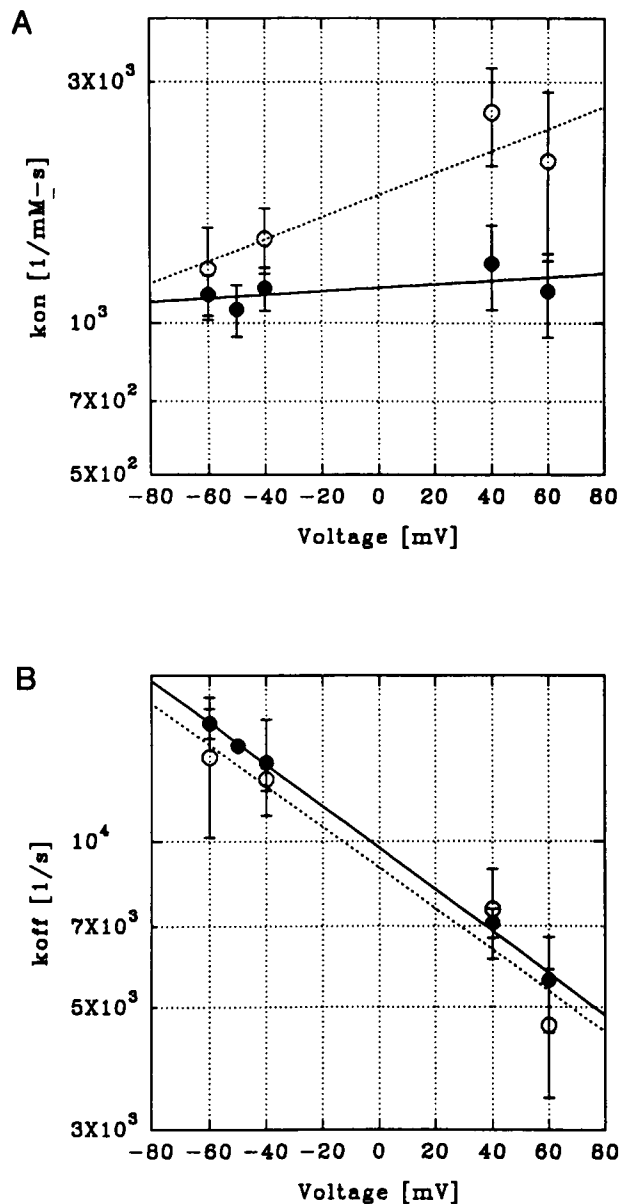 A
3X10³
10³
7X10²
5X10²
kon [1/mM_s]
-80 -60 -40 -20 0 20 40 60 80
Voltage [mV]
B
10⁴
7X10³
5X10³
3X10³
koff [1/s]
-80 -60 -40 -20 0 20 40 60 80
Voltage [mV]